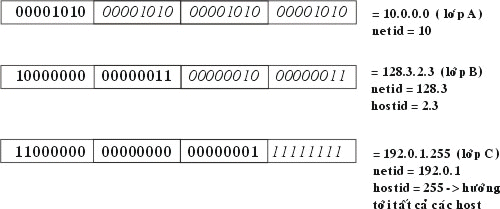 00001010 00001010 00001010 00001010 = 10.0.0.0 ( lớp A)
netid = 10
10000000 00000011 00000010 00000011 = 128.3.2.3 (lớp B)
netid = 128.3
hostid = 2.3
11000000 00000000 00000001 11111111 = 192.0.1.255 (lớp C)
netid = 192.0.1
hostid = 255 -> hướng
tới tất cả các host